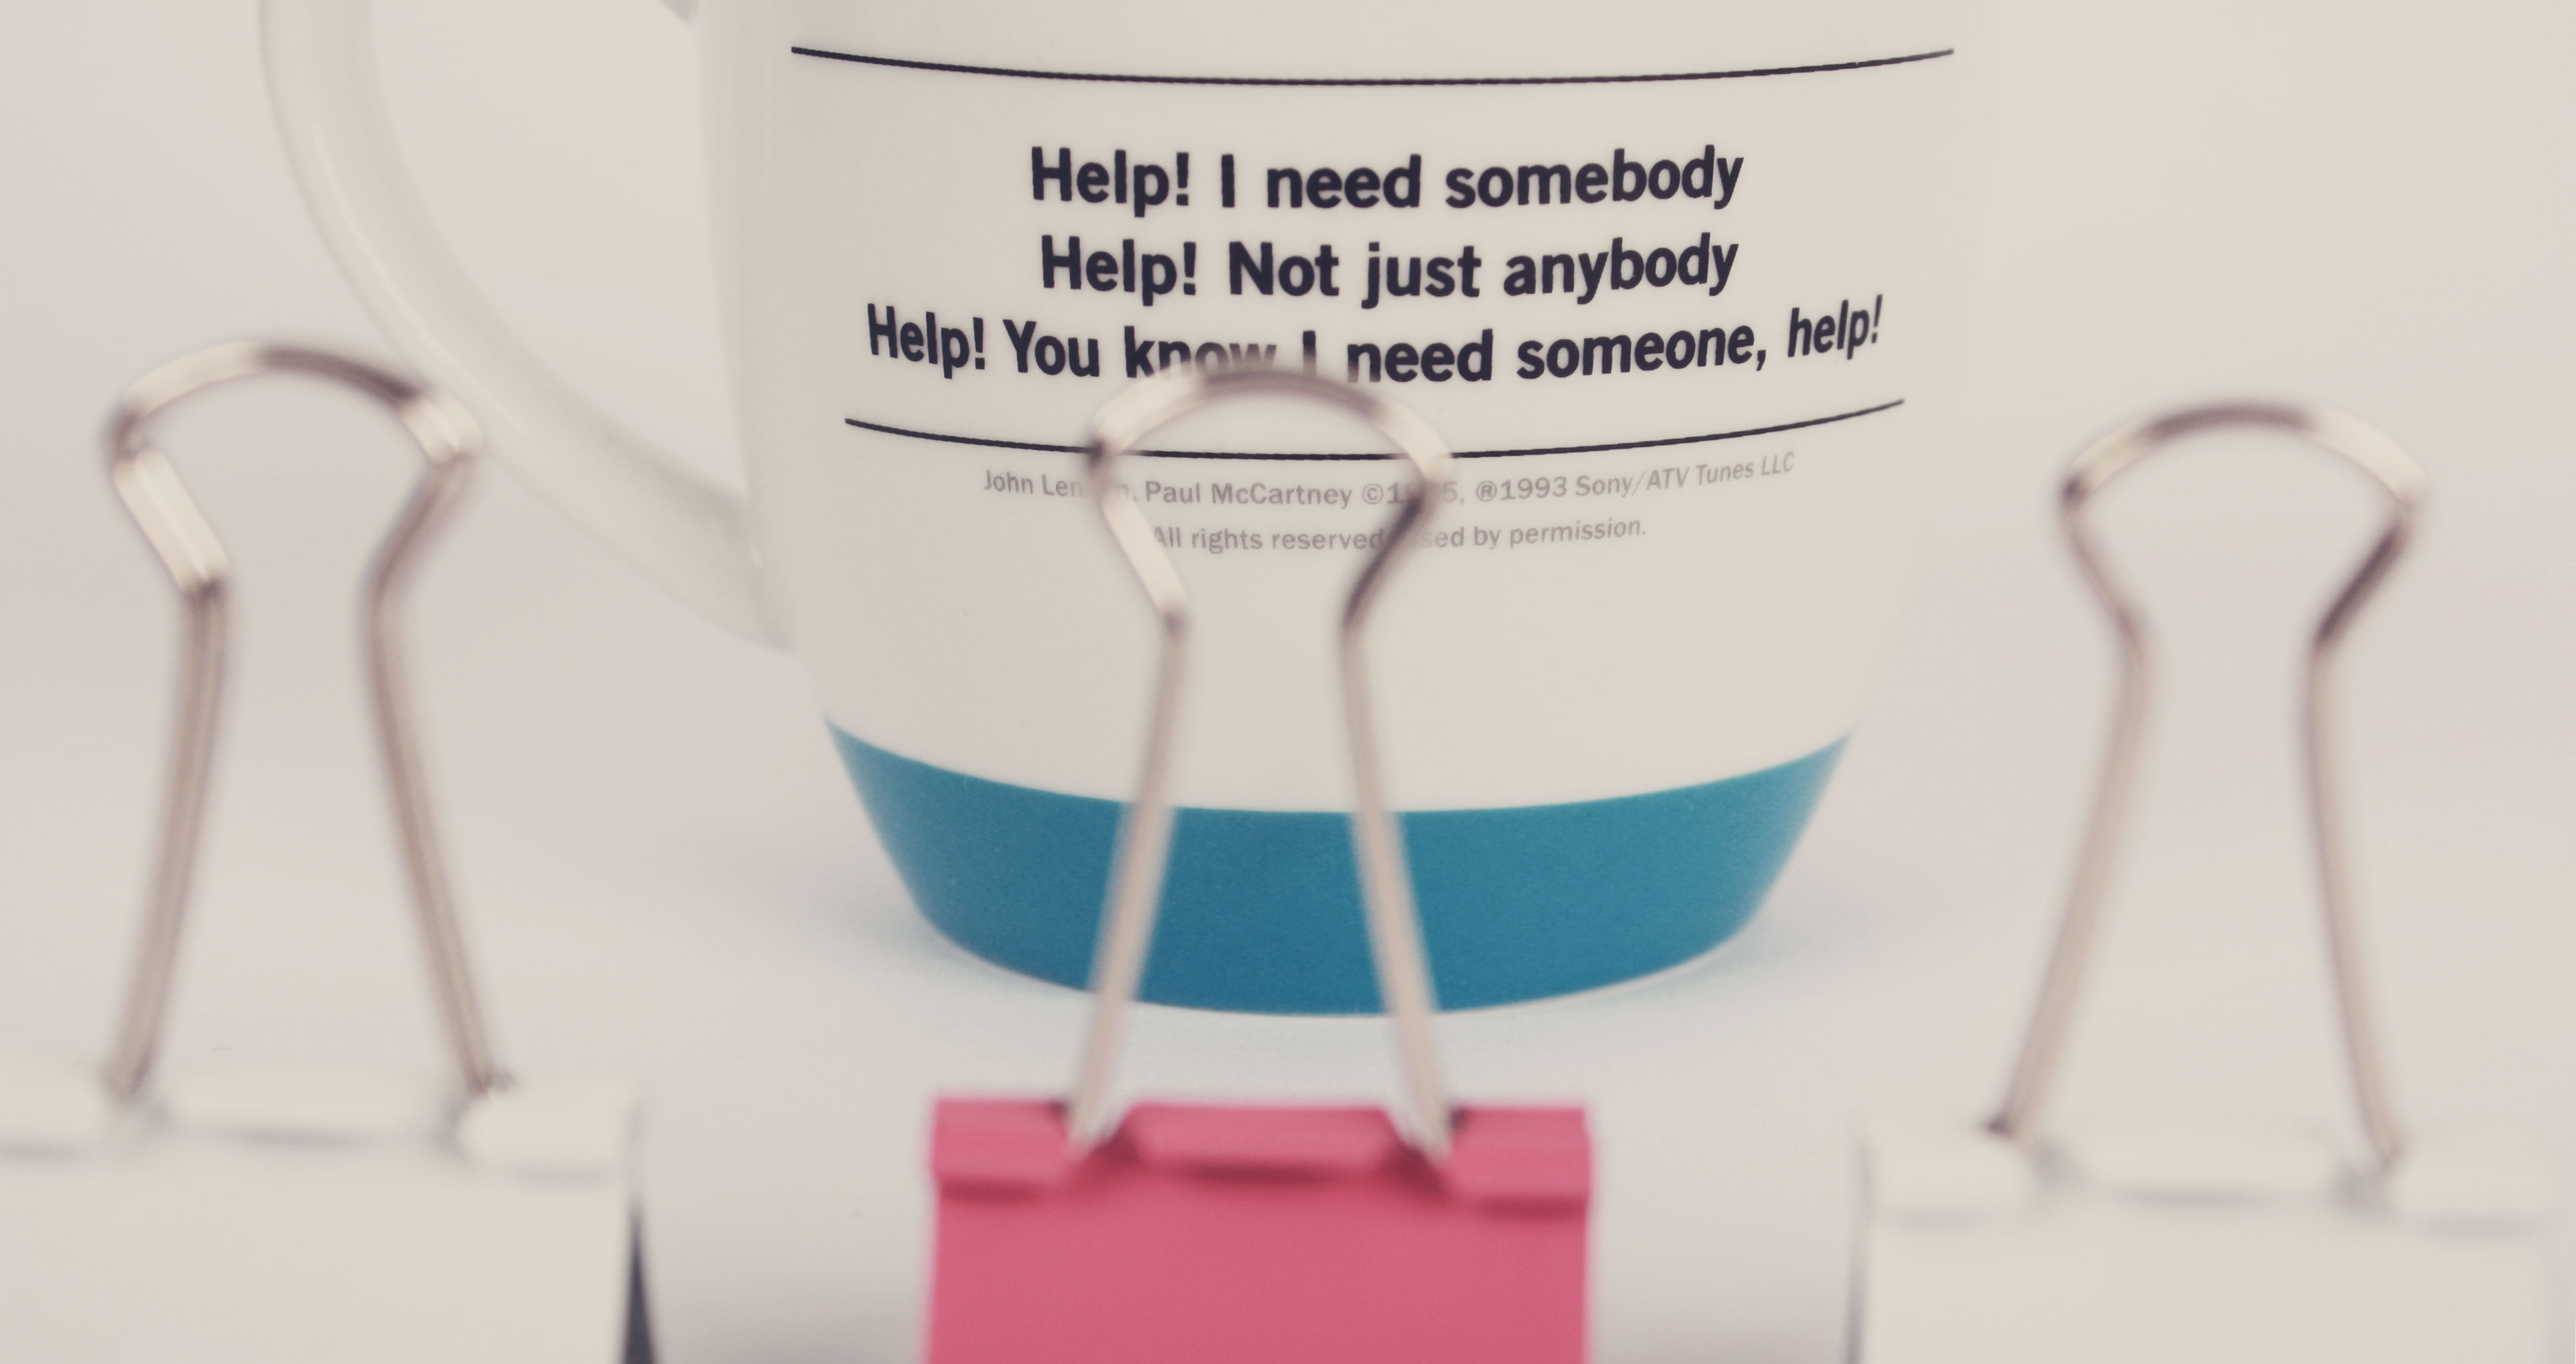 Help! I need somebody
Help! Not just anybody
Help! You know I need someone, help!
Paul McCartney ©, ®1993 Sony/ATV Tunes LLC
All rights reserved by permission.